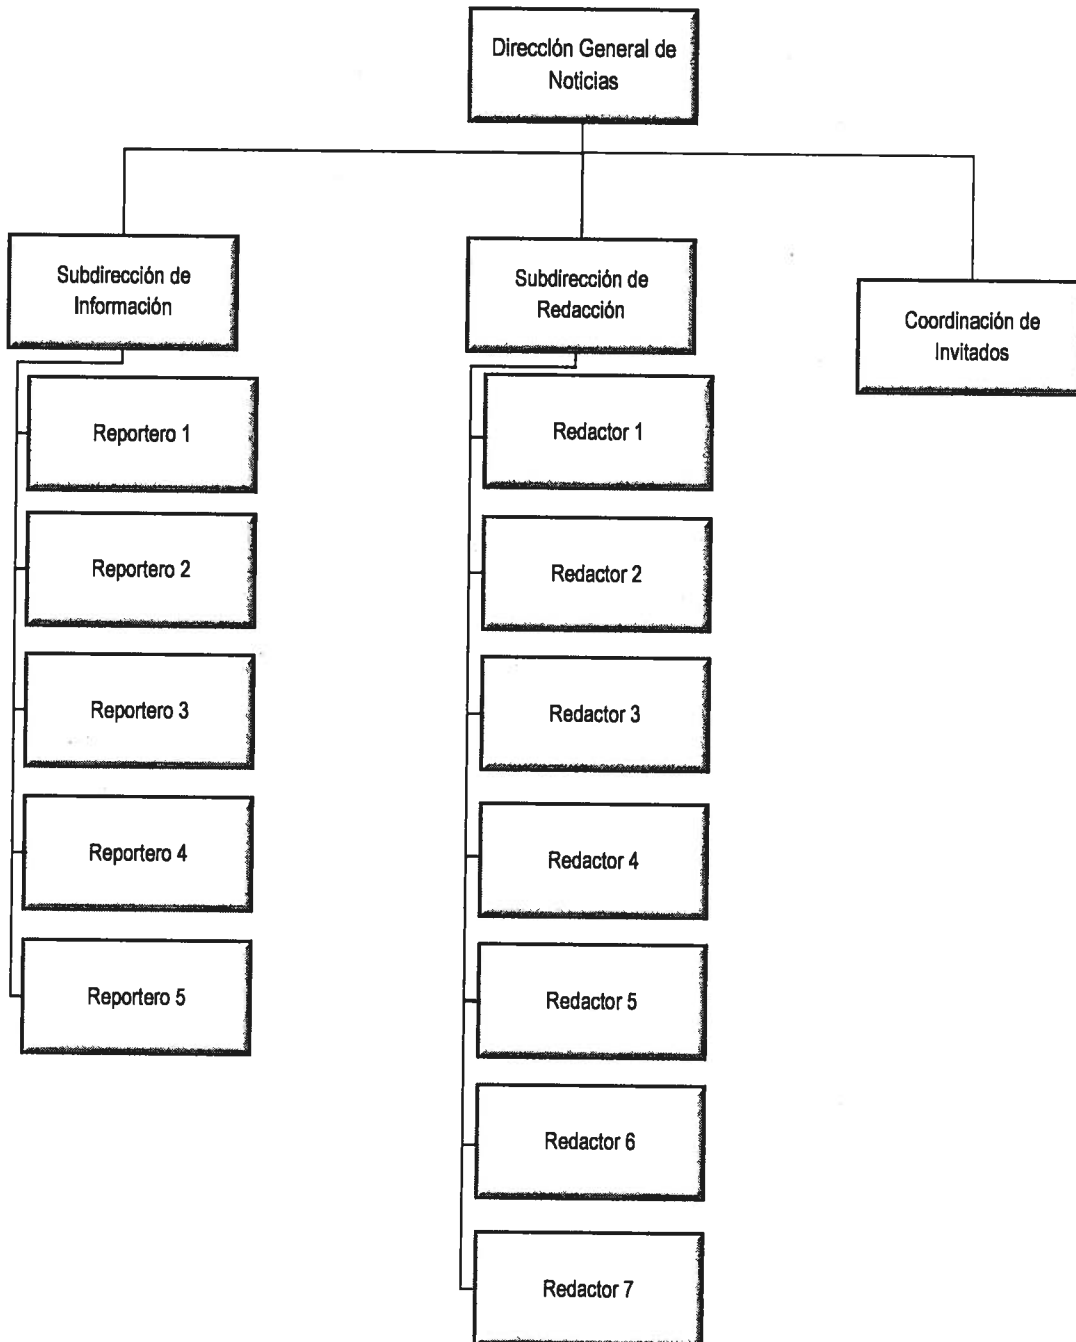 Dirección General de
Noticias
Subdirección de
Información
Subdirección de
Redacción
Coordinación de
Invitados
Reportero 1
Reportero 2
Reportero 3
Reportero 4
Reportero 5
Redactor 1
Redactor 2
Redactor 3
Redactor 4
Redactor 5
Redactor 6
Redactor 7